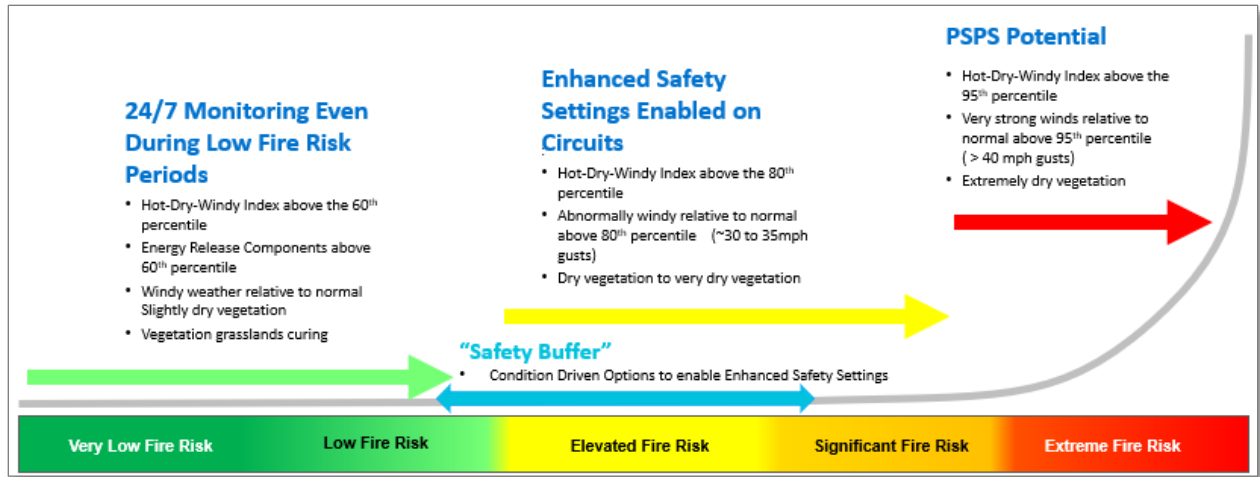 PSPS Potential
• Hot-Dry-Windy Index above the
95th percentile
• Very strong winds relative to
normal above 95th percentile
( > 40 mph gusts)
• Extremely dry vegetation
Enhanced Safety
Settings Enabled on
Circuits
• Hot-Dry-Windy Index above the 80th
percentile
• Abnormally windy relative to normal
above 80th percentile (~30 to 35mph
gusts)
• Dry vegetation to very dry vegetation
24/7 Monitoring Even
During Low Fire Risk
Periods
• Hot-Dry-Windy Index above the 60th
percentile
• Energy Release Components above
60th percentile
• Windy weather relative to normal
Slightly dry vegetation
• Vegetation grasslands curing
“Safety Buffer”
• Condition Driven Options to enable Enhanced Safety Settings
Very Low Fire Risk
Low Fire Risk
Elevated Fire Risk
Significant Fire Risk
Extreme Fire Risk